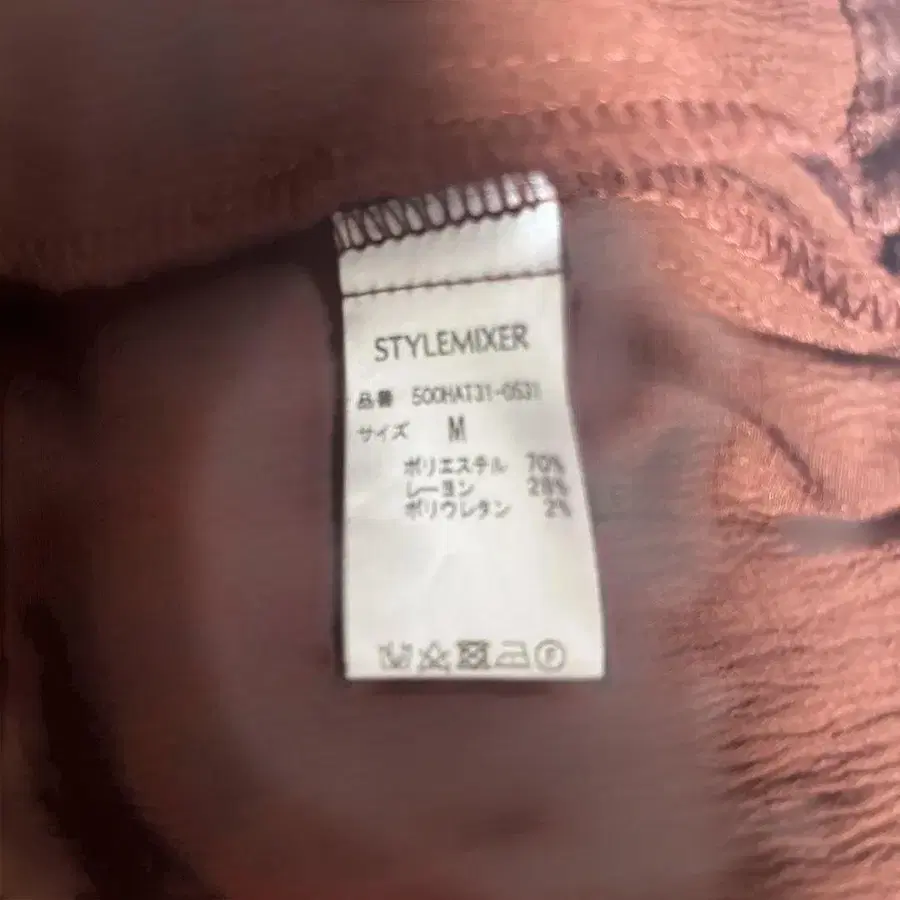 STYLEMIXER
品番 500HAT31-0531
サイズ M
ポリエステル 70%
レーヨン 28%
ポリウレタン 2%